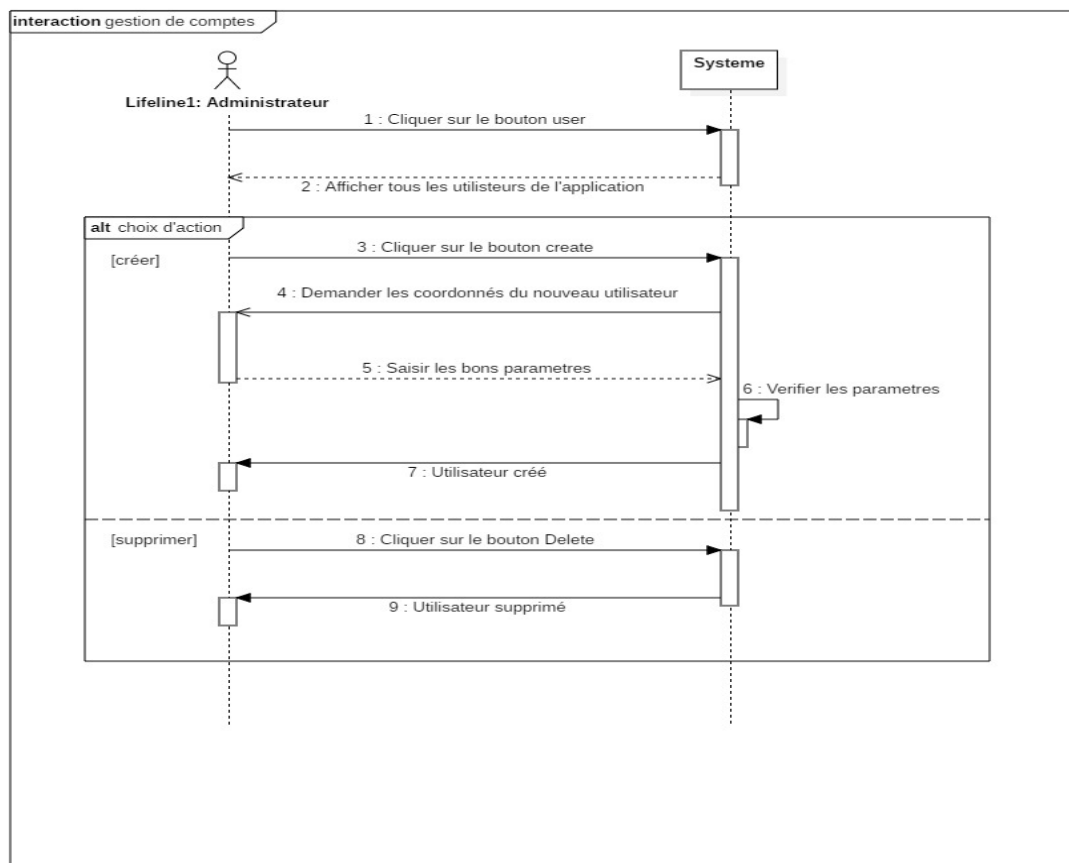 interaction gestion de comptes
Systeme
Lifeline1: Administrateur
1 : Cliquer sur le bouton user
2 : Afficher tous les utilisteurs de l'application
alt choix d'action
3 : Cliquer sur le bouton create
[créer]
4 : Demander les coordonnés du nouveau utilisateur
5 : Saisir les bons parametres
6 : Verifier les parametres
7 : Utilisateur créé
[supprimer]
8 : Cliquer sur le bouton Delete
9 : Utilisateur supprimé